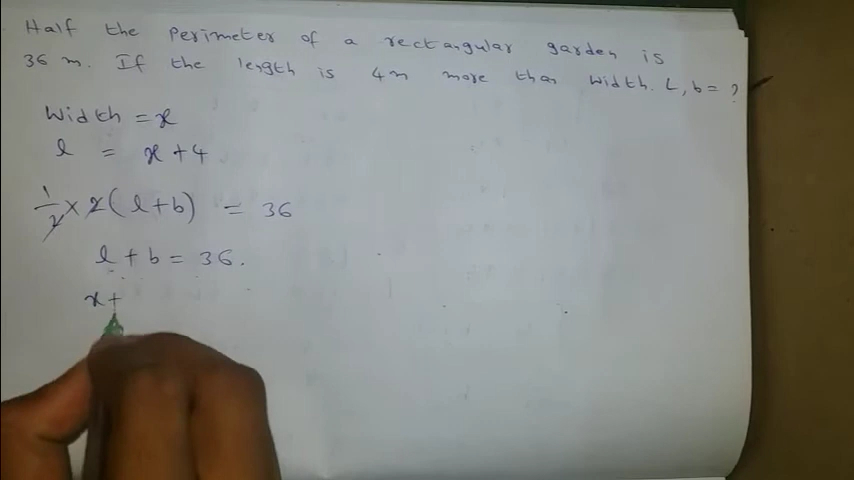 Half the Perimeter of a rectangular garden is
36 m. If the length is 4m more than width. L, b = ?
Width = x
l = x + 4
1/2 × 2 (l + b) = 36
l + b = 36.
x +